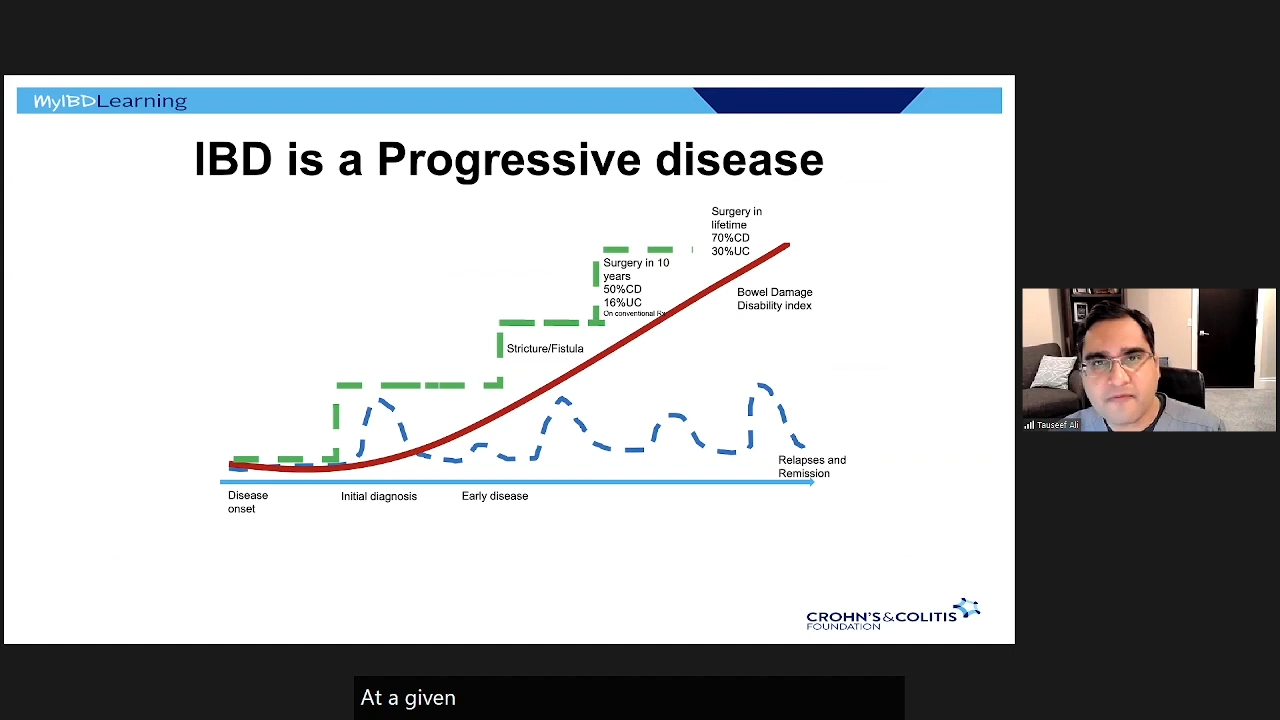 MyIBDLearning
IBD is a Progressive disease
Surgery in
lifetime
70%CD
30%UC
Surgery in 10
years
50%CD
16%UC
On conventional Rx
Bowel Damage
Disability index
Stricture/Fistula
Relapses and
Remission
Disease
onset
Initial diagnosis
Early disease
CROHN'S & COLITIS
FOUNDATION
Tauseef Ali
At a given